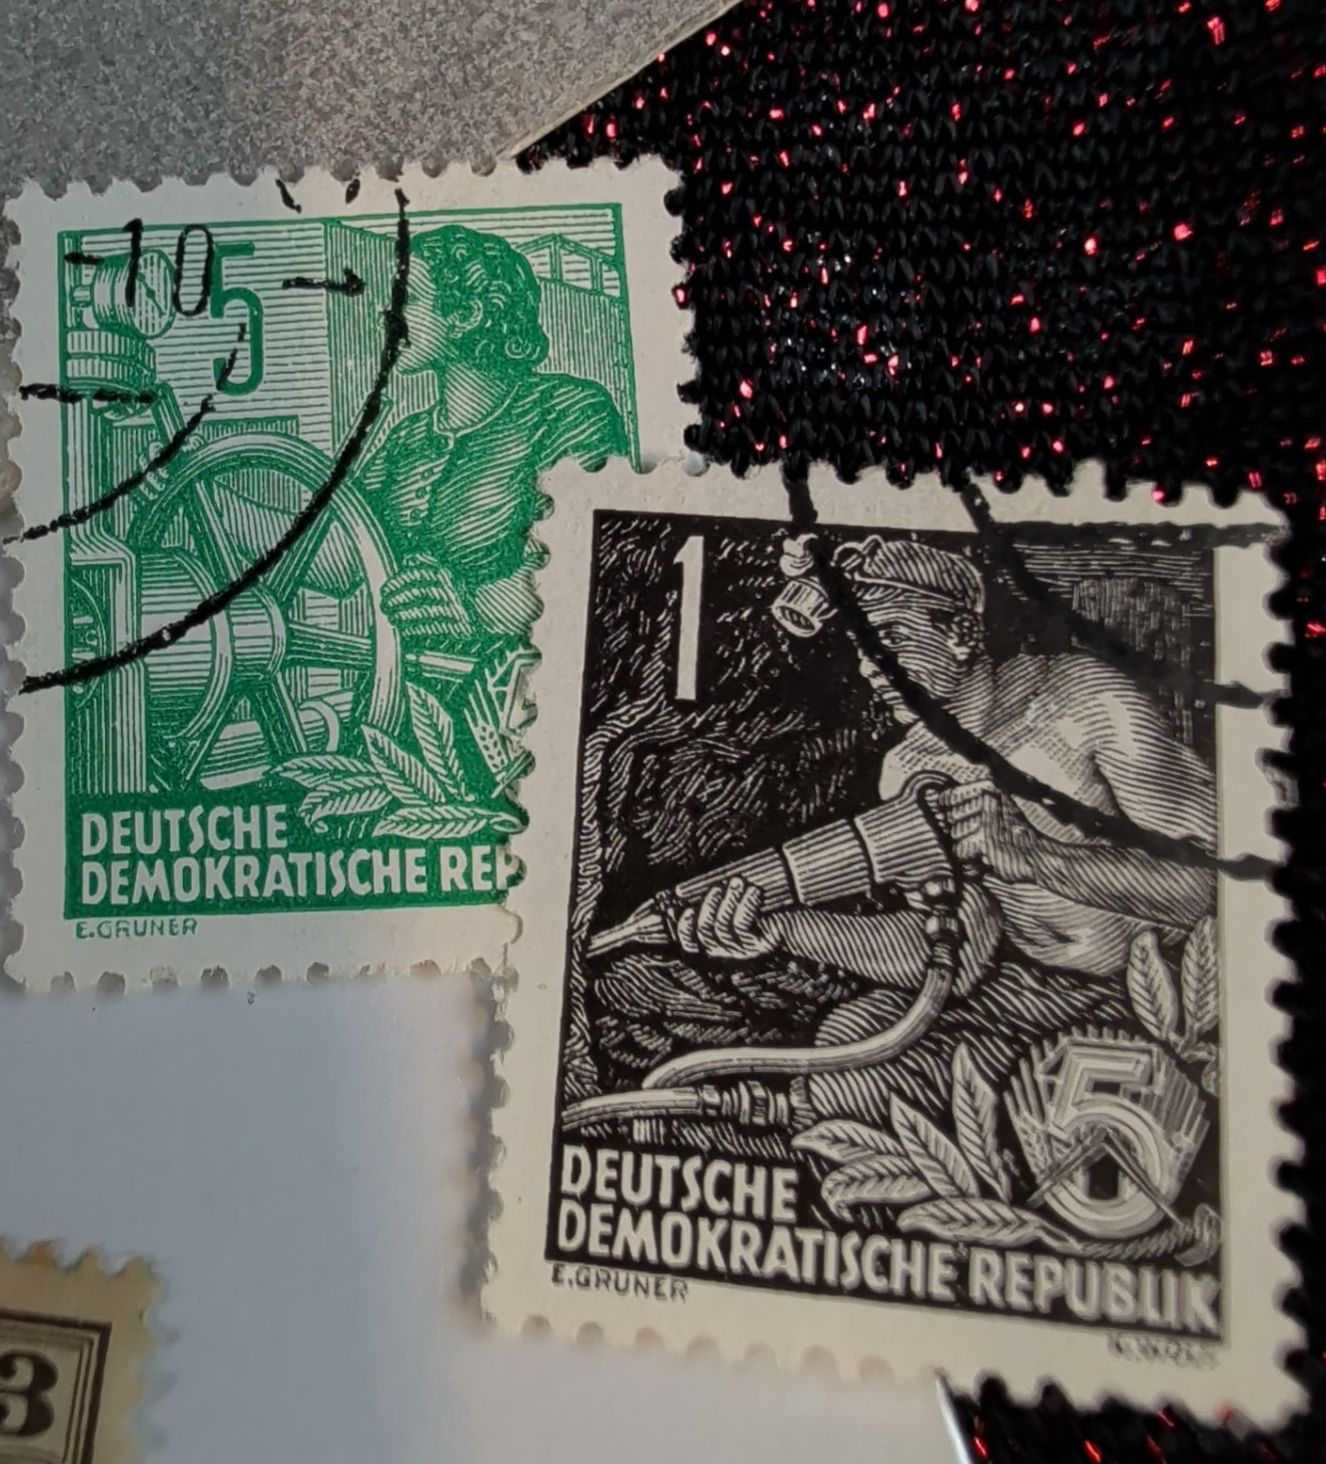 -10
5
DEUTSCHE
DEMOKRATISCHE REP
E.GRUNER
1
5
DEUTSCHE
DEMOKRATISCHE REPUBLIK
E.GRUNER
3